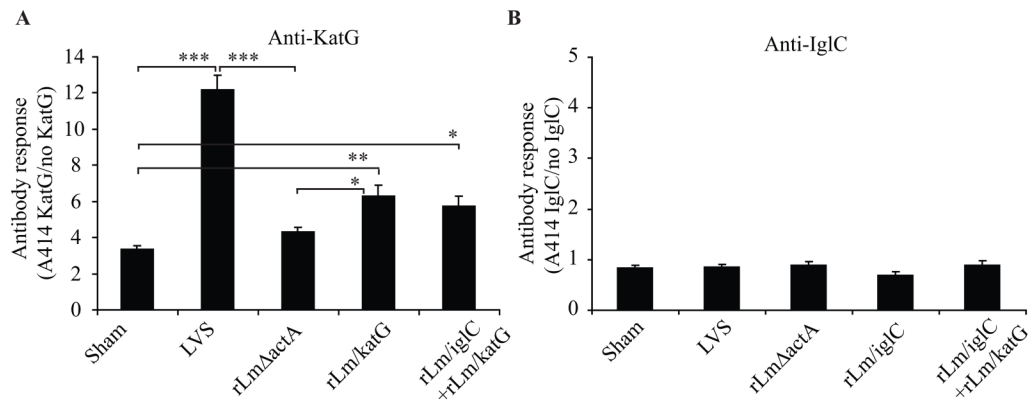 A
Anti-KatG
Antibody response
(A414 KatG/no KatG)
14
12
10
8
6
4
2
0
***
***
*
**
*
Sham
LVS
rLmΔactA
rLm/katG
rLm/iglC
+rLm/katG
B
Anti-IglC
Antibody response
(A414 IglC/no IglC)
5
4
3
2
1
0
Sham
LVS
rLmΔactA
rLm/iglC
rLm/iglC
+rLm/katG